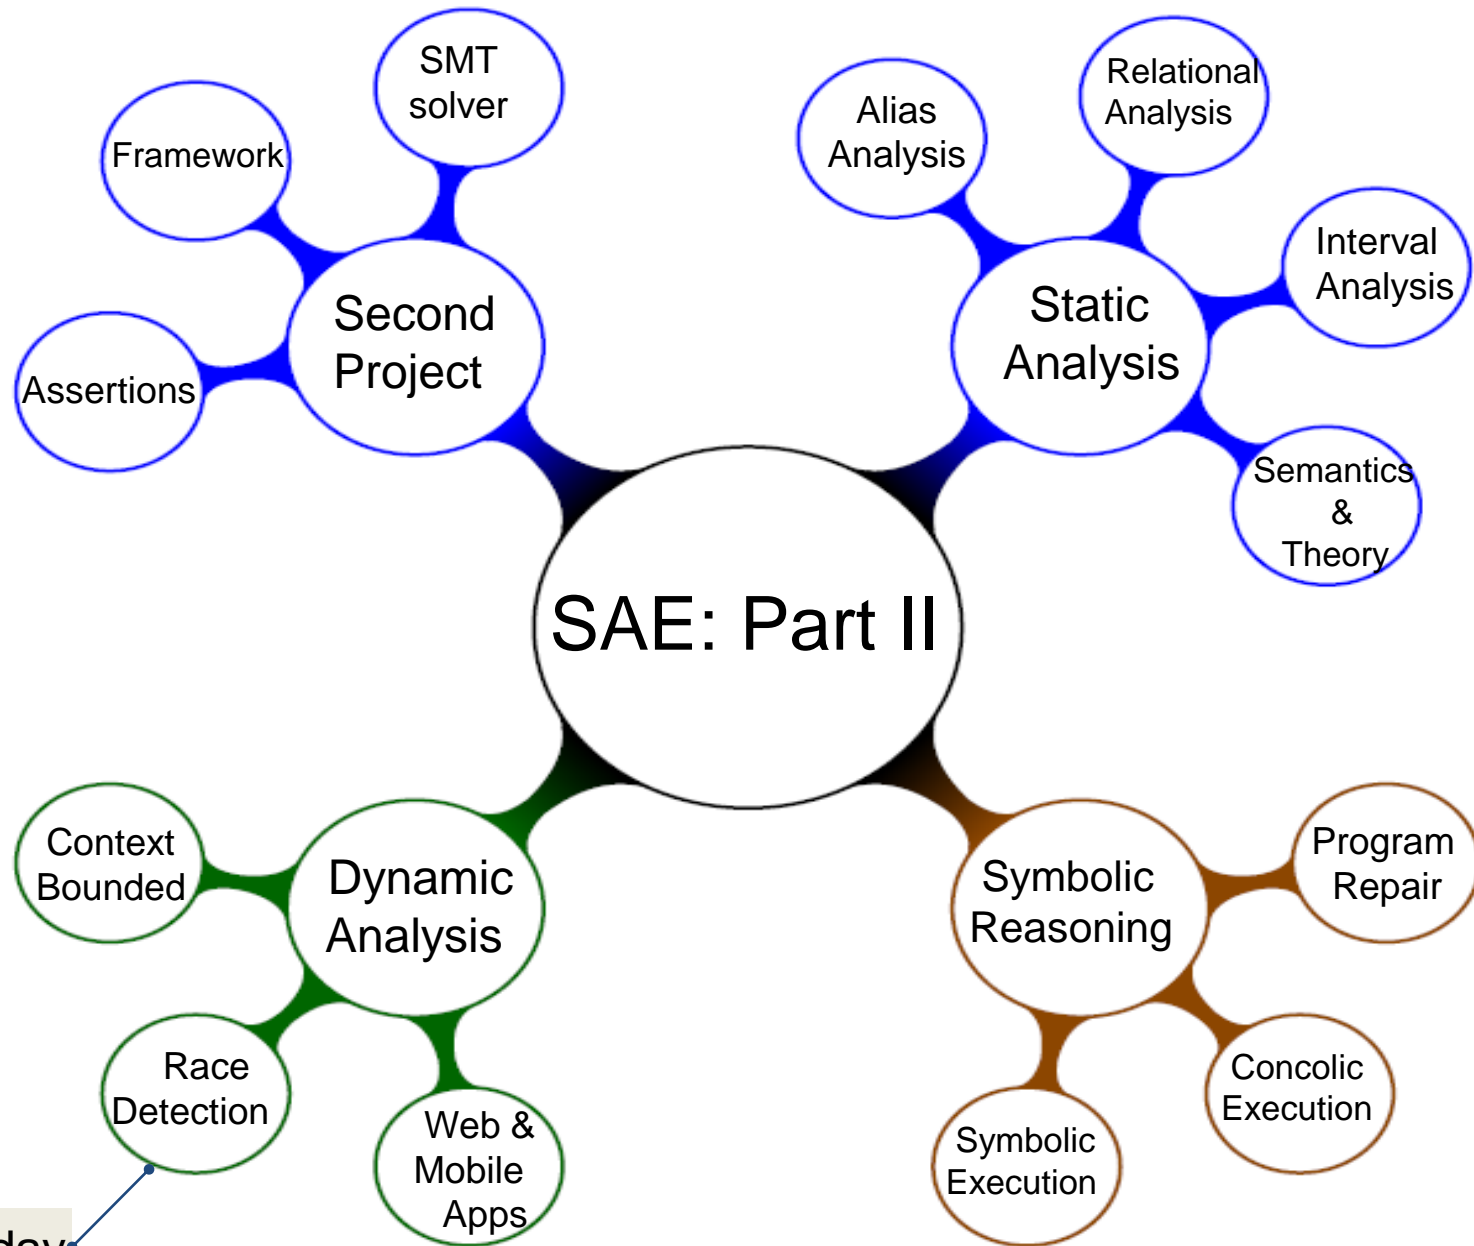 SMT
solver
Framework
Assertions
Second
Project
Alias
Analysis
Relational
Analysis
Interval
Analysis
Static
Analysis
Semantics
&
Theory
SAE: Part II
Context
Bounded
Dynamic
Analysis
Race
Detection
Web &
Mobile
Apps
Symbolic
Reasoning
Program
Repair
Concolic
Execution
Symbolic
Execution